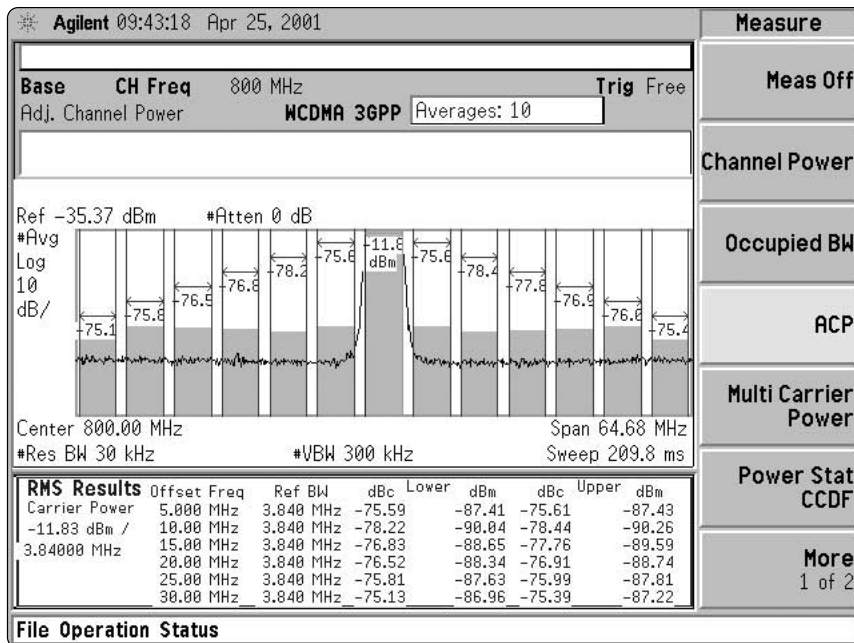 Agilent 09:43:18 Apr 25, 2001
Measure
Base CH Freq 800 MHz Trig Free
Adj. Channel Power WCDMA 3GPP Averages: 10
Meas Off
Channel Power
Occupied BW
ACP
Multi Carrier
Power
Power Stat
CCDF
More
1 of 2
Ref -35.37 dBm #Atten 0 dB
#Avg
Log
10
dB/
-75.1
-75.8
-76.5
-76.8
-78.2
-75.6
-11.8
dBm
-75.6
-78.4
-77.8
-76.9
-76.0
-75.4
Center 800.00 MHz Span 64.68 MHz
#Res BW 30 kHz #VBW 300 kHz Sweep 209.8 ms
RMS Results Offset Freq Ref BW dBc Lower dBm dBc Upper dBm
Carrier Power 5.000 MHz 3.840 MHz -75.59 -87.41 -75.61 -87.43
-11.83 dBm / 10.00 MHz 3.840 MHz -78.22 -90.04 -78.44 -90.26
3.84000 MHz 15.00 MHz 3.840 MHz -76.83 -88.65 -77.76 -89.59
20.00 MHz 3.840 MHz -76.52 -88.34 -76.91 -88.74
25.00 MHz 3.840 MHz -75.81 -87.63 -75.99 -87.81
30.00 MHz 3.840 MHz -75.13 -86.96 -75.39 -87.22
File Operation Status